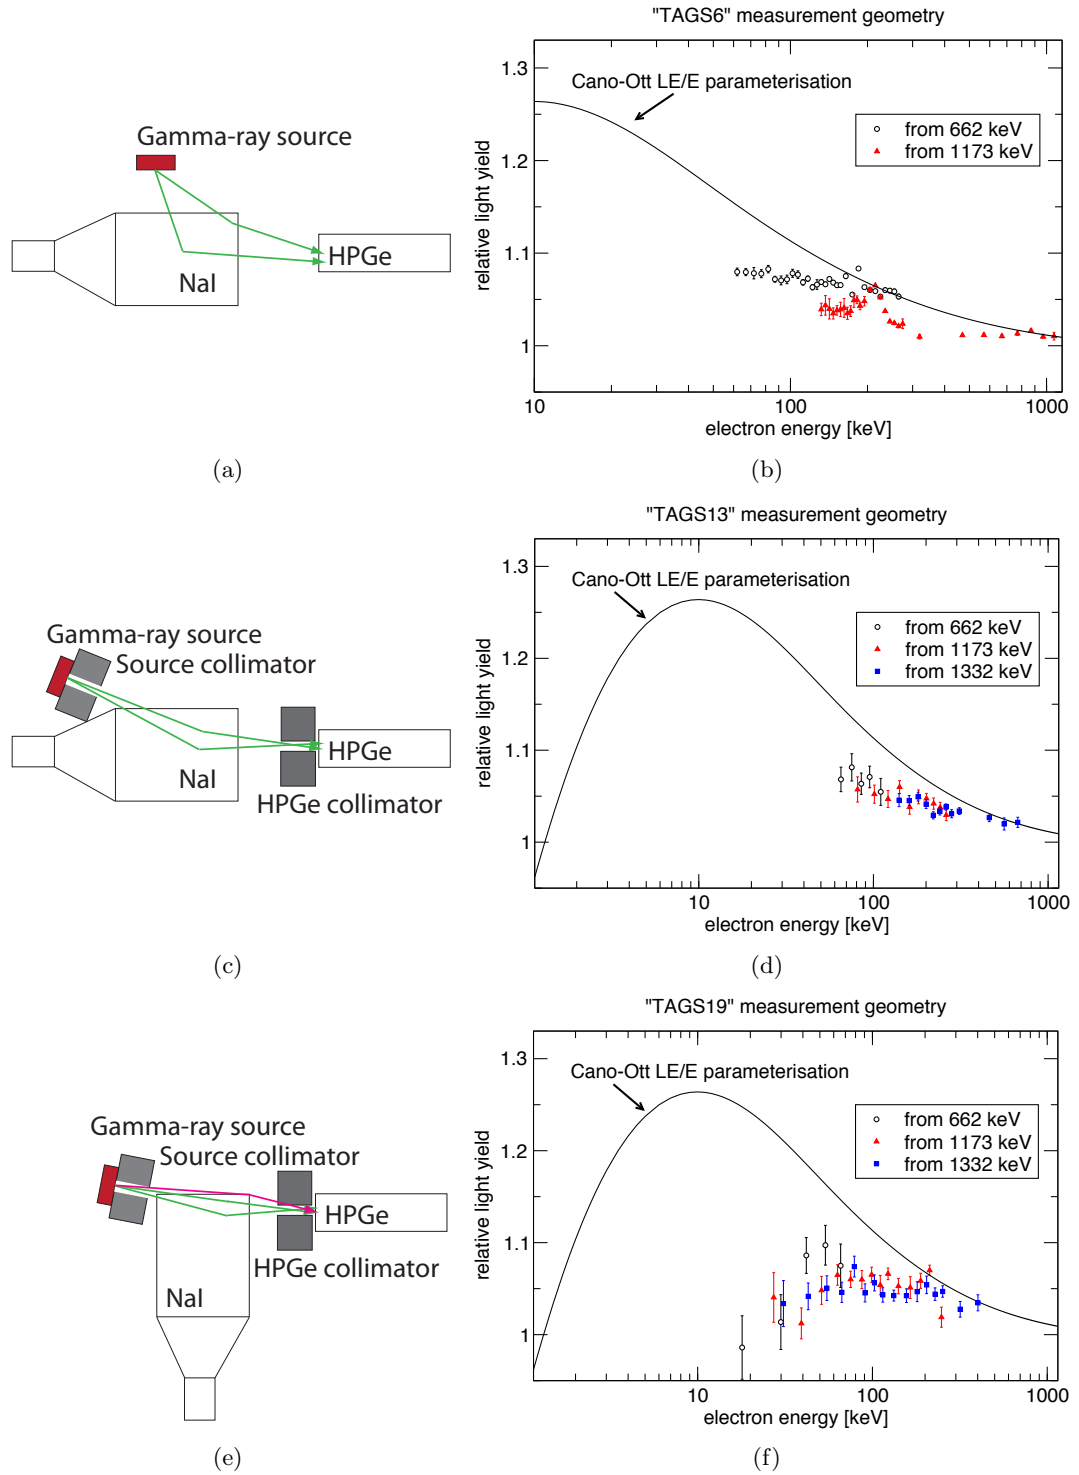 "TAGS6" measurement geometry
Gamma-ray source
NaI
HPGe
(a)
1.3
1.2
1.1
1
relative light yield
Cano-Ott LE/E parameterisation
from 662 keV
from 1173 keV
10
100
1000
electron energy [keV]
(b)
"TAGS13" measurement geometry
Gamma-ray source
Source collimator
NaI
HPGe
HPGe collimator
(c)
1.3
1.2
1.1
1
relative light yield
Cano-Ott LE/E parameterisation
from 662 keV
from 1173 keV
from 1332 keV
10
100
1000
electron energy [keV]
(d)
"TAGS19" measurement geometry
Gamma-ray source
Source collimator
HPGe
HPGe collimator
NaI
(e)
1.3
1.2
1.1
1
relative light yield
Cano-Ott LE/E parameterisation
from 662 keV
from 1173 keV
from 1332 keV
10
100
1000
electron energy [keV]
(f)